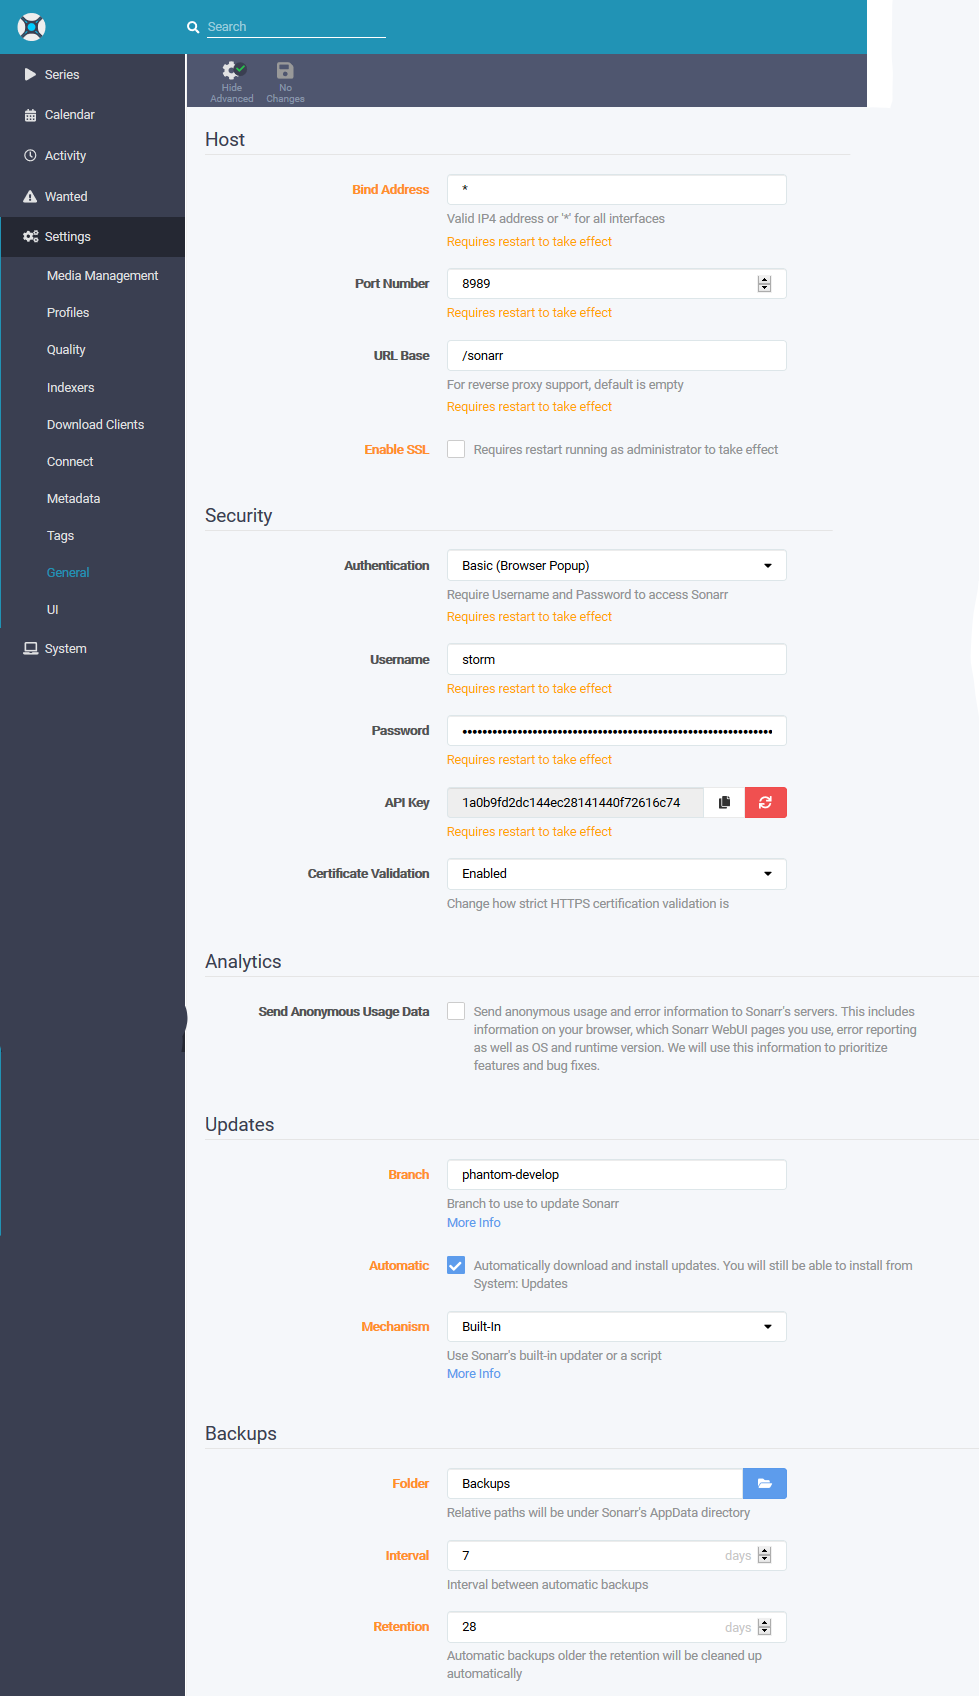 Search
Series
Calendar
Activity
Wanted
Settings
Media Management
Profiles
Quality
Indexers
Download Clients
Connect
Metadata
Tags
General
UI
System
Hide
Advanced
No
Changes
Host
Bind Address
*
Valid IP4 address or '*' for all interfaces
Requires restart to take effect
Port Number
8989
Requires restart to take effect
URL Base
/sonarr
For reverse proxy support, default is empty
Requires restart to take effect
Enable SSL
Requires restart running as administrator to take effect
Security
Authentication
Basic (Browser Popup)
Require Username and Password to access Sonarr
Requires restart to take effect
Username
storm
Requires restart to take effect
Password
Requires restart to take effect
API Key
1a0b9fd2dc144ec28141440f72616c74
Requires restart to take effect
Certificate Validation
Enabled
Change how strict HTTPS certification validation is
Analytics
Send Anonymous Usage Data
Send anonymous usage and error information to Sonarr's servers. This includes
information on your browser, which Sonarr WebUI pages you use, error reporting
as well as OS and runtime version. We will use this information to prioritize
features and bug fixes.
Updates
Branch
phantom-develop
Branch to use to update Sonarr
More Info
Automatic
Automatically download and install updates. You will still be able to install from
System: Updates
Mechanism
Built-In
Use Sonarr's built-in updater or a script
More Info
Backups
Folder
Backups
Relative paths will be under Sonarr's AppData directory
Interval
7 days
Interval between automatic backups
Retention
28 days
Automatic backups older the retention will be cleaned up
automatically